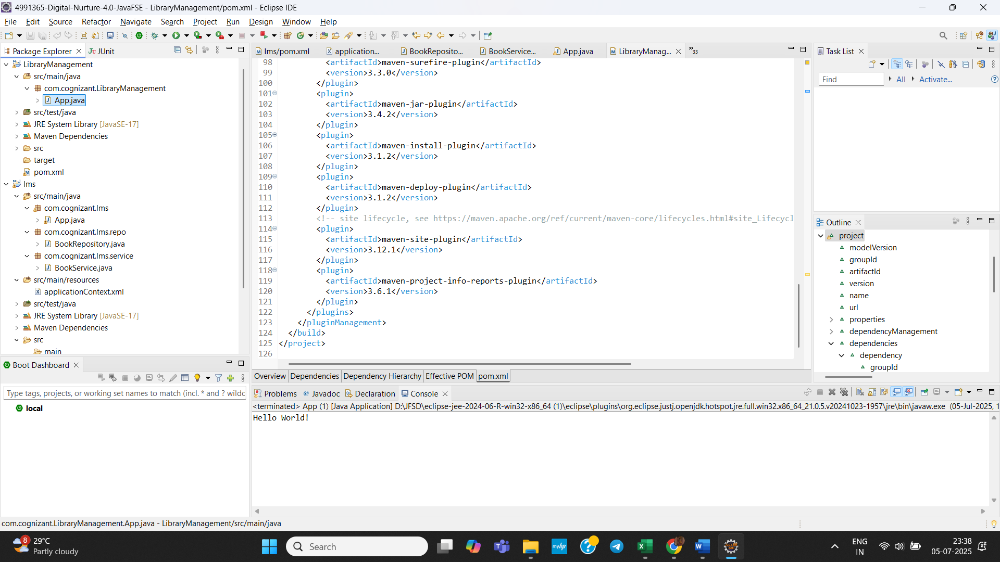 4991365-Digital-Nurture-4.0-JavaFSE - LibraryManagement/pom.xml - Eclipse IDE
File Edit Source Refactor Navigate Search Project Run Design Window Help
Package Explorer JUnit
LibraryManagement
src/main/java
com.cognizant.LibraryManagement
App.java
src/test/java
JRE System Library [JavaSE-17]
Maven Dependencies
src
target
pom.xml
lms
src/main/java
com.cognizant.lms
App.java
com.cognizant.lms.repo
BookRepository.java
com.cognizant.lms.service
BookService.java
src/main/resources
applicationContext.xml
src/test/java
JRE System Library [JavaSE-17]
Maven Dependencies
src
main
Boot Dashboard
Type tags, projects, or working set names to match (incl. * and ? wildc
local
lms/pom.xml application... BookReposito... BookService... App.java LibraryManag... »33
98 <artifactId>maven-surefire-plugin</artifactId>
99 <version>3.3.0</version>
100 </plugin>
101 <plugin>
102 <artifactId>maven-jar-plugin</artifactId>
103 <version>3.4.2</version>
104 </plugin>
105 <plugin>
106 <artifactId>maven-install-plugin</artifactId>
107 <version>3.1.2</version>
108 </plugin>
109 <plugin>
110 <artifactId>maven-deploy-plugin</artifactId>
111 <version>3.1.2</version>
112 </plugin>
113 <!-- site lifecycle, see https://maven.apache.org/ref/current/maven-core/lifecycles.html#site_Lifecycl
114 <plugin>
115 <artifactId>maven-site-plugin</artifactId>
116 <version>3.12.1</version>
117 </plugin>
118 <plugin>
119 <artifactId>maven-project-info-reports-plugin</artifactId>
120 <version>3.6.1</version>
121 </plugin>
122 </plugins>
123 </pluginManagement>
124 </build>
125 </project>
126
Overview Dependencies Dependency Hierarchy Effective POM pom.xml
Problems Javadoc Declaration Console
<terminated> App (1) [Java Application] D:\JFSD\eclipse-jee-2024-06-R-win32-x86_64 (1)\eclipse\plugins\org.eclipse.justj.openjdk.hotspot.jre.full.win32.x86_64_21.0.5.v20241023-1957\jre\bin\javaw.exe (05-Jul-2025, 1
Hello World!
Task List
Find All Activate...
Outline
project
modelVersion
groupId
artifactId
version
name
url
properties
dependencyManagement
dependencies
dependency
groupId
com.cognizant.LibraryManagement.App.java - LibraryManagement/src/main/java
8
29°C
Partly cloudy
Search
myhp
ENG
IN
23:38
05-07-2025